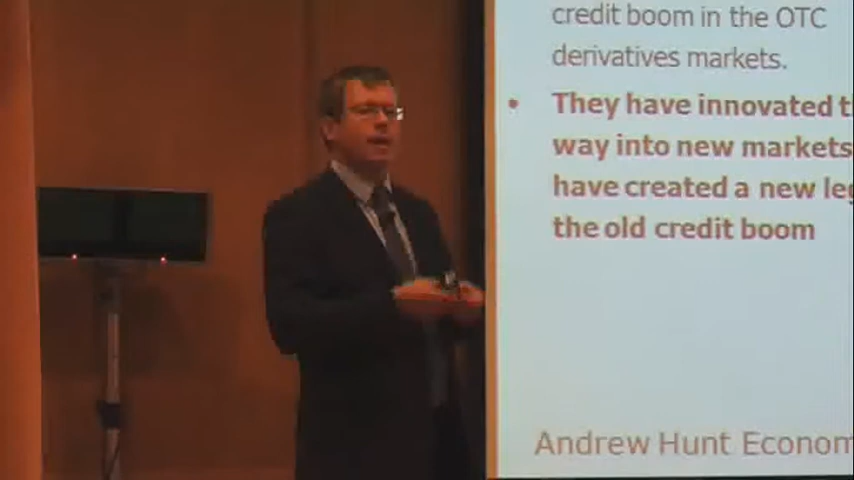 credit boom in the OTC
derivatives markets.
• They have innovated t
way into new markets
have created a new leg
the old credit boom
Andrew Hunt Econom